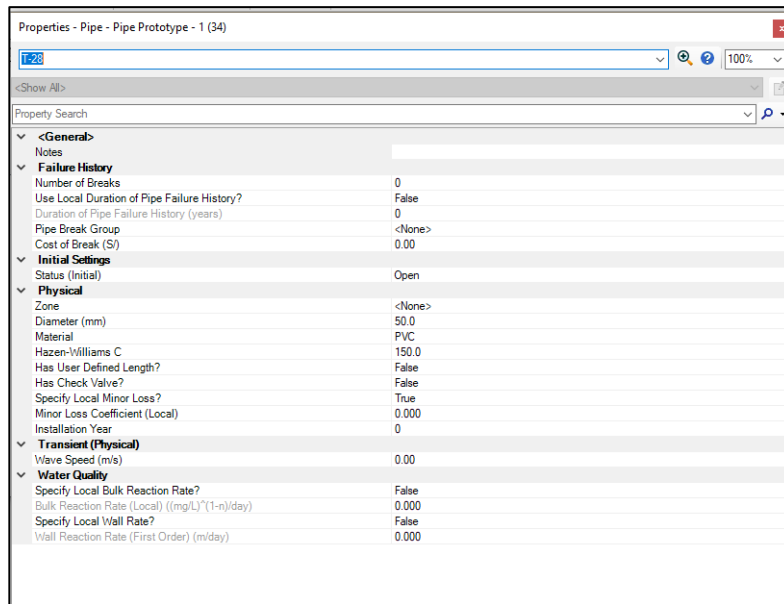 Properties - Pipe - Pipe Prototype - 1 (34)
x
T-28 100%
<Show All>
Property Search
<General>
Notes
Failure History
Number of Breaks 0
Use Local Duration of Pipe Failure History? False
Duration of Pipe Failure History (years) 0
Pipe Break Group <None>
Cost of Break (S/) 0.00
Initial Settings
Status (Initial) Open
Physical
Zone <None>
Diameter (mm) 50.0
Material PVC
Hazen-Williams C 150.0
Has User Defined Length? False
Has Check Valve? False
Specify Local Minor Loss? True
Minor Loss Coefficient (Local) 0.000
Installation Year 0
Transient (Physical)
Wave Speed (m/s) 0.00
Water Quality
Specify Local Bulk Reaction Rate? False
Bulk Reaction Rate (Local) ((mg/L)^(1-n)/day) 0.000
Specify Local Wall Rate? False
Wall Reaction Rate (First Order) (m/day) 0.000